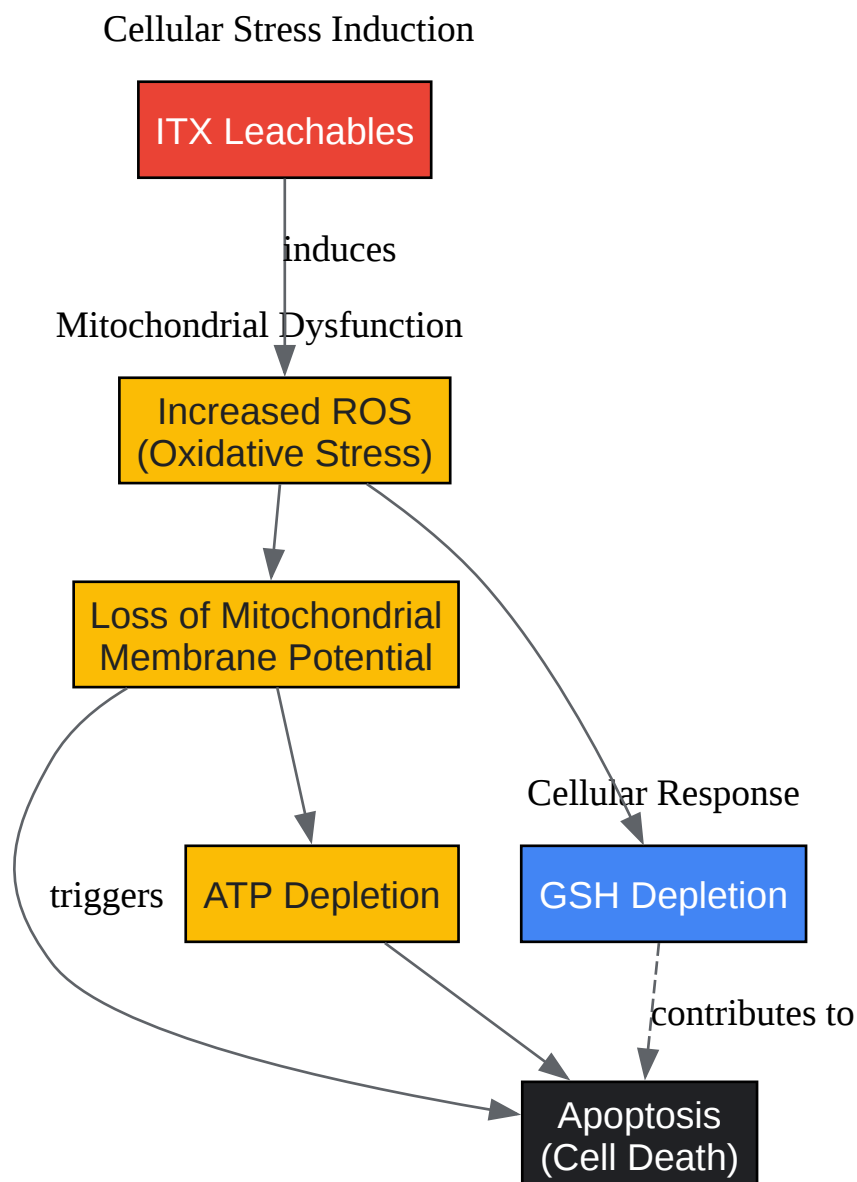 Cellular Stress Induction
ITX Leachables
induces
Mitochondrial Dysfunction
Increased ROS
(Oxidative Stress)
Loss of Mitochondrial
Membrane Potential
Cellular Response
triggers
ATP Depletion
GSH Depletion
contributes to
Apoptosis
(Cell Death)